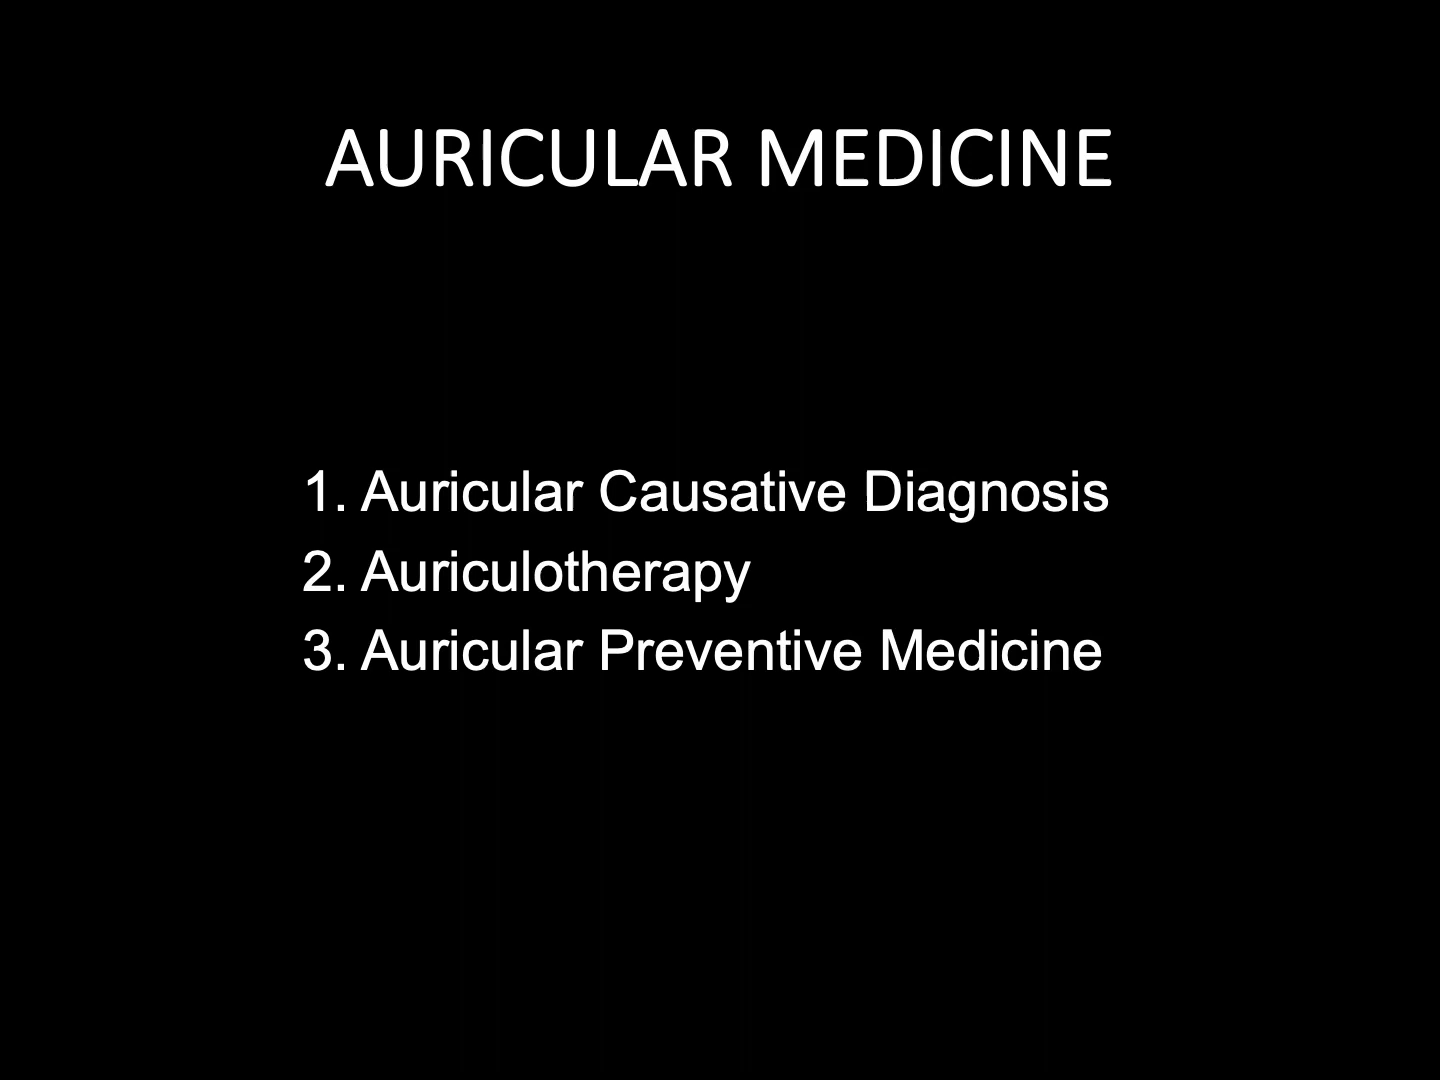 AURICULAR MEDICINE
1. Auricular Causative Diagnosis
2. Auriculotherapy
3. Auricular Preventive Medicine